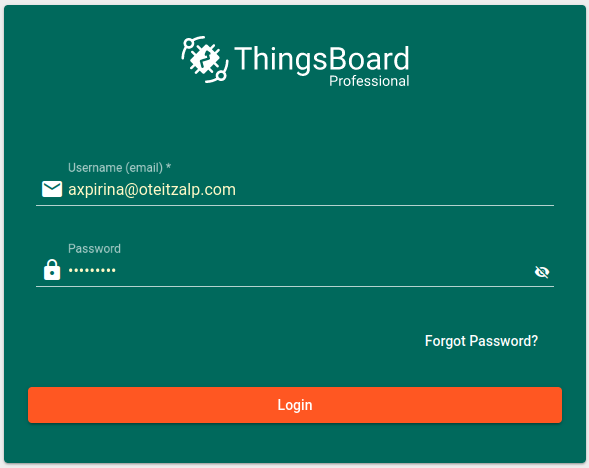 ThingsBoard
Professional
Username (email) *
axpirina@oteitzalp.com
Password
•••••••••
Forgot Password?
Login